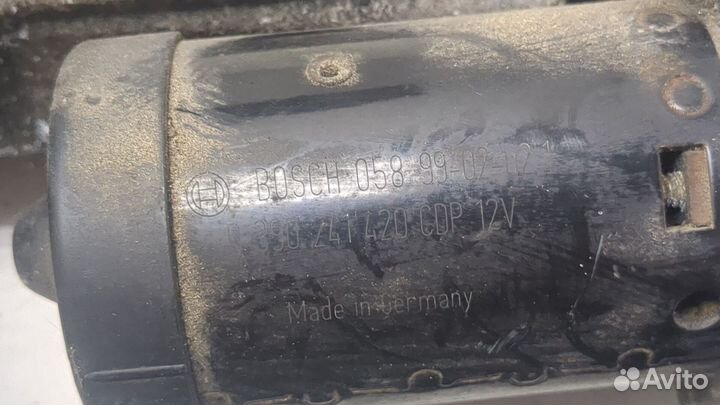 BOSCH 058 99-02-12
0 390 241 420 CDP 12V
Made in Germany
Avito